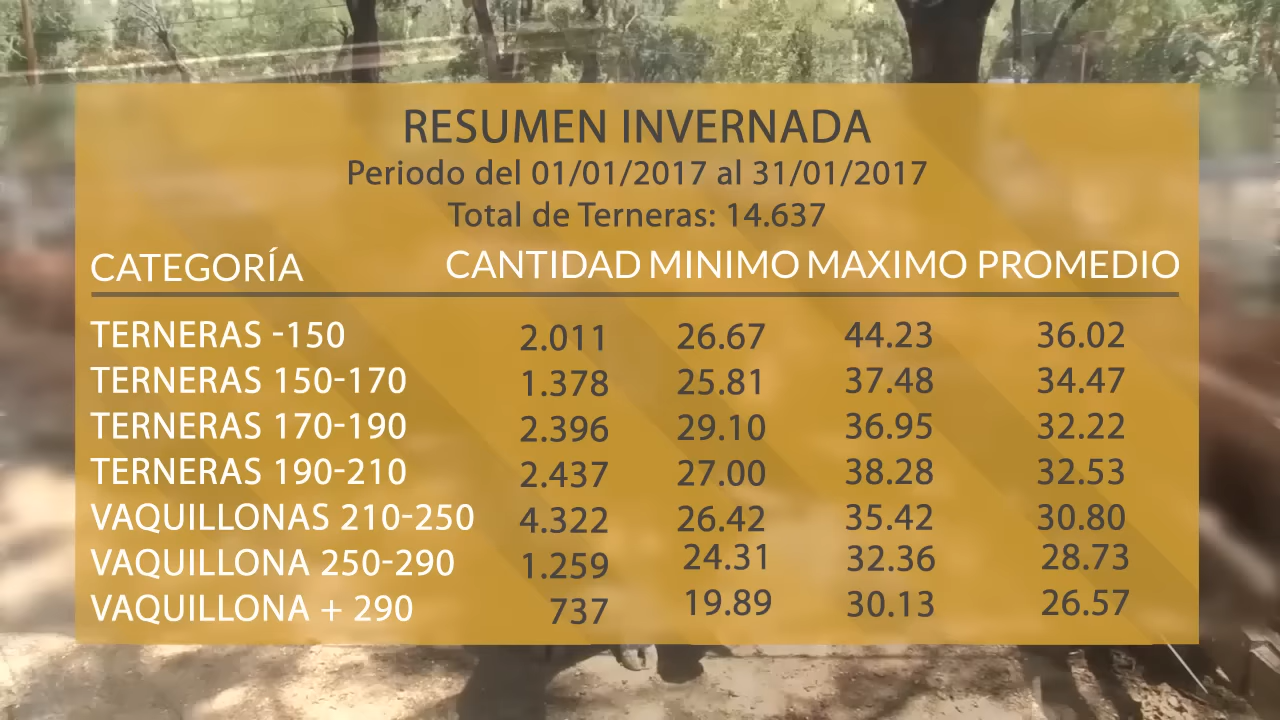 RESUMEN INVERNADA
Periodo del 01/01/2017 al 31/01/2017
Total de Terneras: 14.637
CATEGORÍA CANTIDAD MINIMO MAXIMO PROMEDIO
TERNERAS -150 2.011 26.67 44.23 36.02
TERNERAS 150-170 1.378 25.81 37.48 34.47
TERNERAS 170-190 2.396 29.10 36.95 32.22
TERNERAS 190-210 2.437 27.00 38.28 32.53
VAQUILLONAS 210-250 4.322 26.42 35.42 30.80
VAQUILLONA 250-290 1.259 24.31 32.36 28.73
VAQUILLONA + 290 737 19.89 30.13 26.57